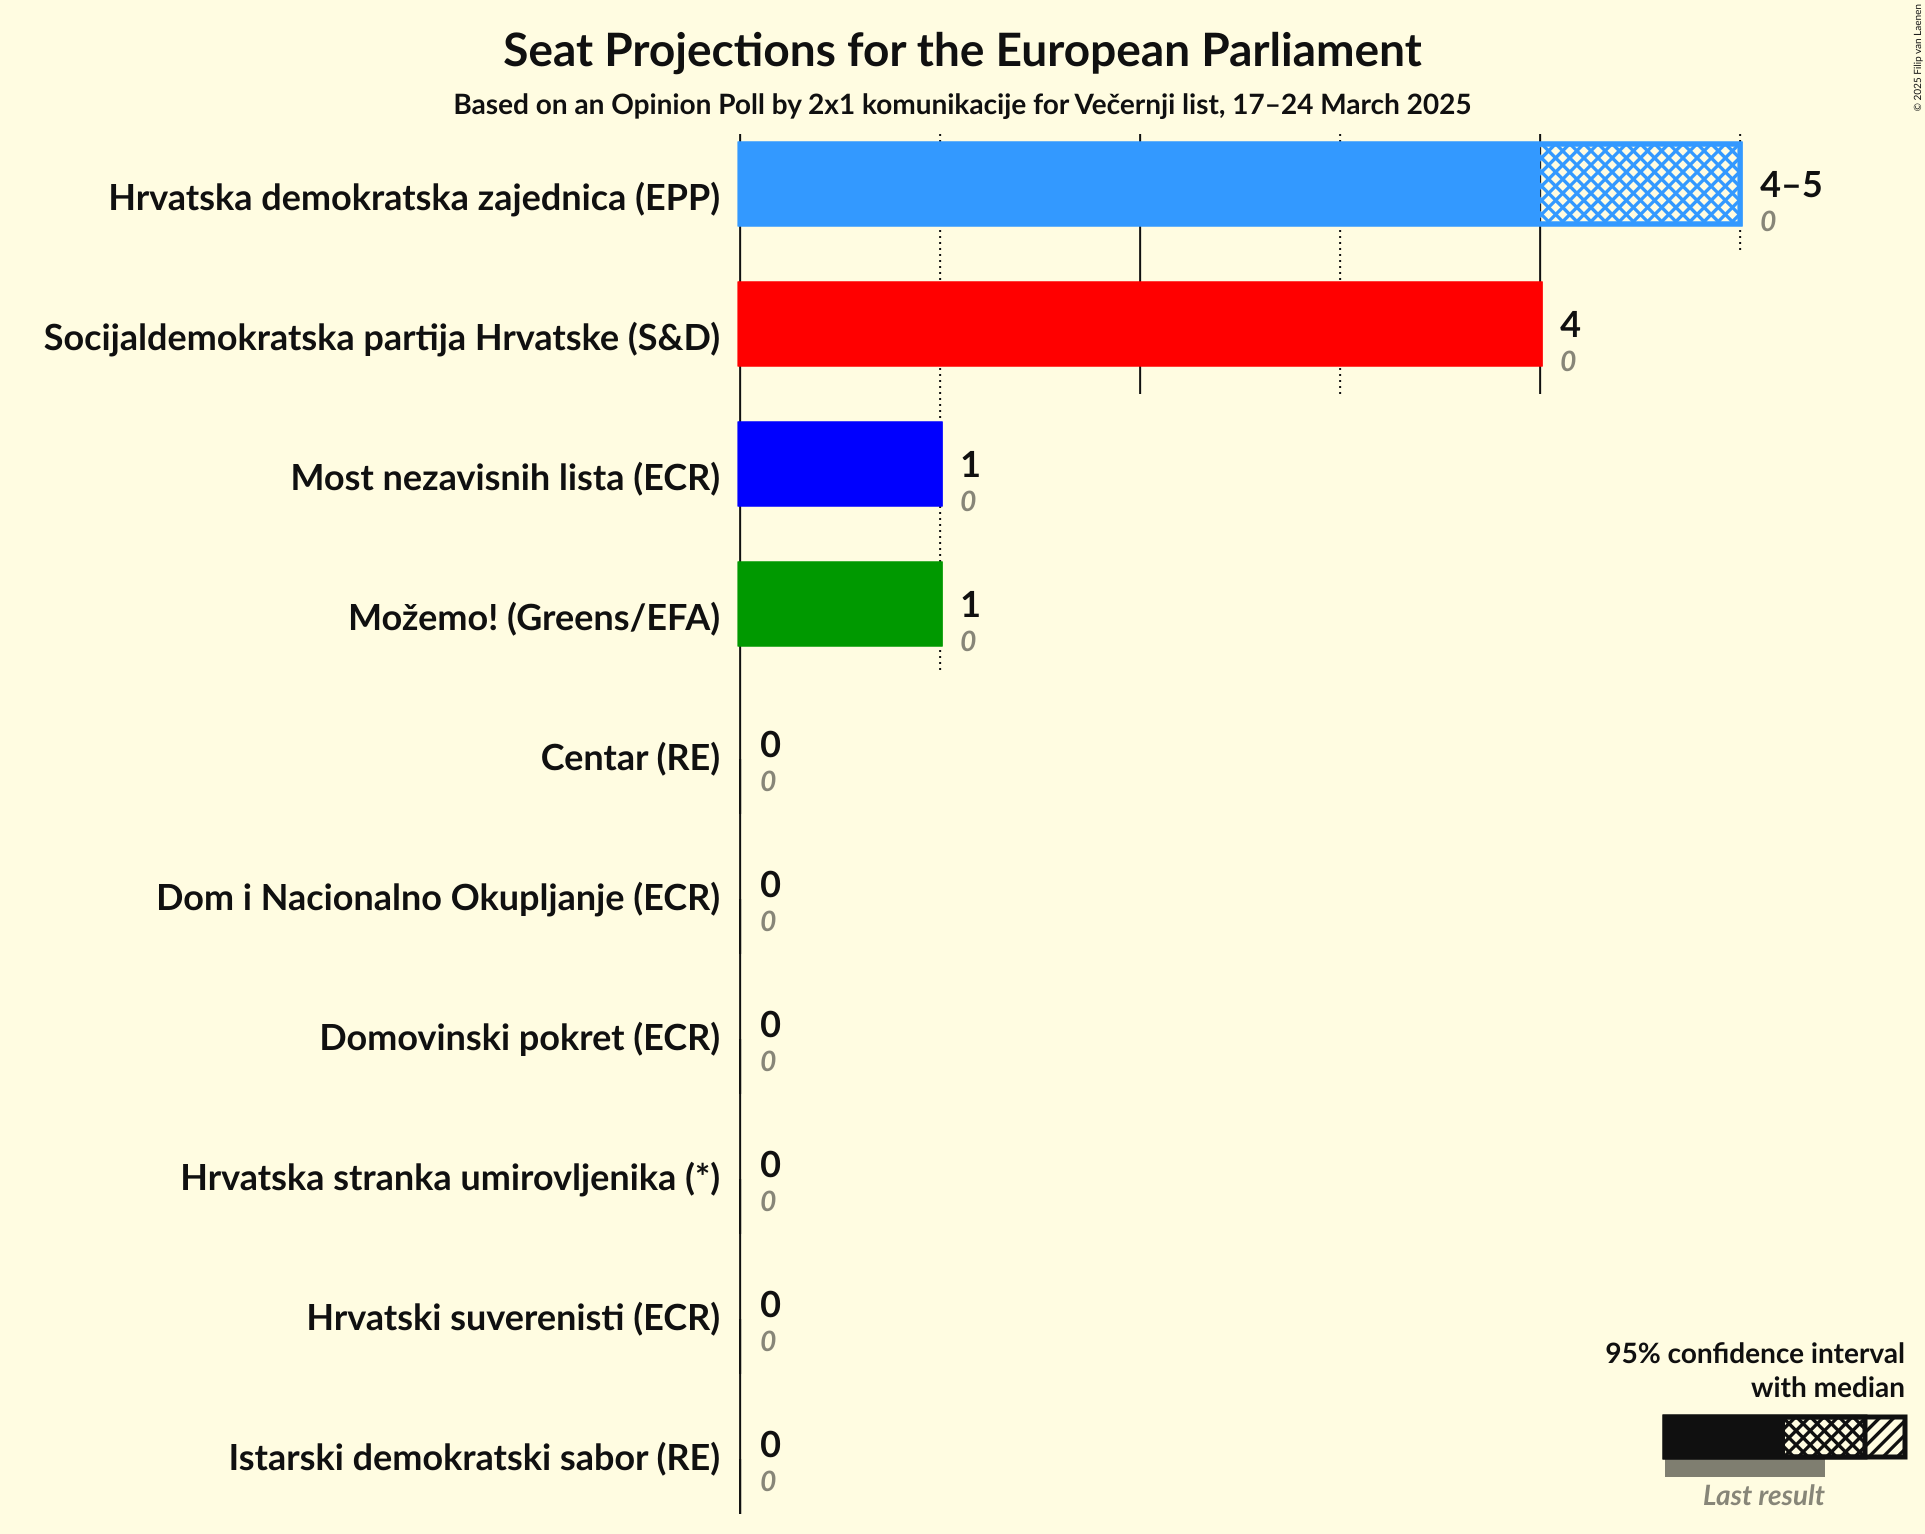 Seat Projections for the European Parliament
Based on an Opinion Poll by 2x1 komunikacije for Večernji list, 17–24 March 2025
© 2025 Filip van Laenen
Hrvatska demokratska zajednica (EPP)
4–5
0
Socijaldemokratska partija Hrvatske (S&D)
4
0
Most nezavisnih lista (ECR)
1
0
Možemo! (Greens/EFA)
1
0
Centar (RE)
0
0
Dom i Nacionalno Okupljanje (ECR)
0
0
Domovinski pokret (ECR)
0
0
Hrvatska stranka umirovljenika (*)
0
0
Hrvatski suverenisti (ECR)
0
0
Istarski demokratski sabor (RE)
0
0
95% confidence interval
with median
Last result